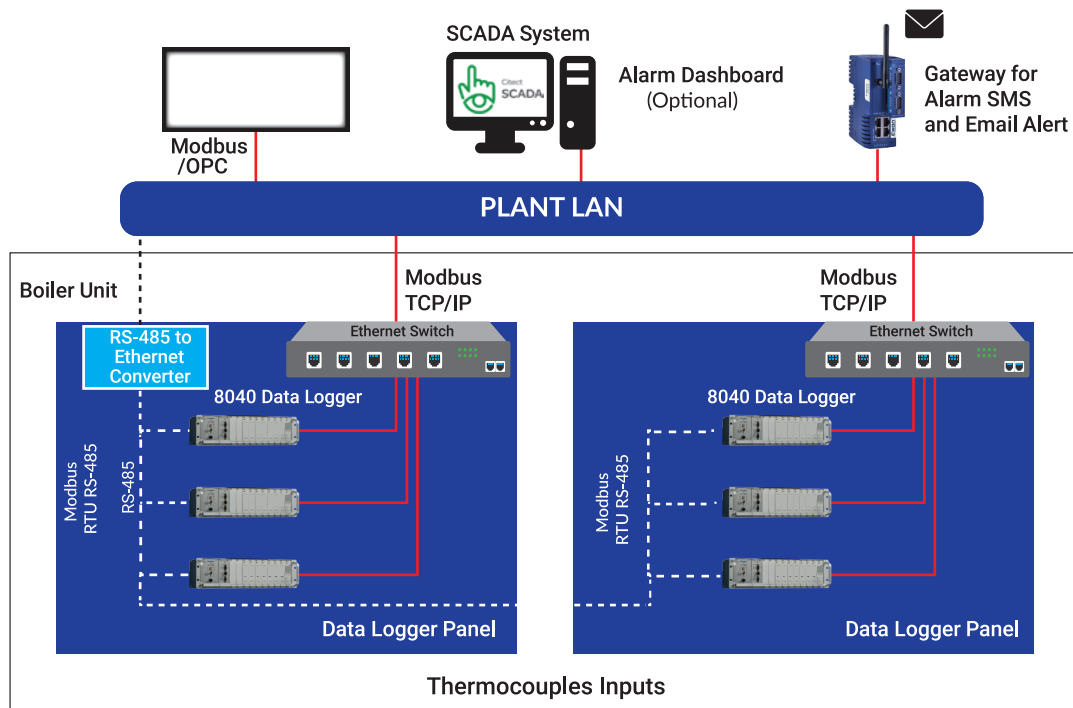 SCADA System
Citect
SCADA
Alarm Dashboard
(Optional)
Gateway for
Alarm SMS
and Email Alert
Modbus
/OPC
PLANT LAN
Boiler Unit
Modbus
TCP/IP
Modbus
TCP/IP
RS-485 to
Ethernet
Converter
Ethernet Switch
Ethernet Switch
8040 Data Logger
8040 Data Logger
Modbus
RTU RS-485
RS-485
Modbus
RTU RS-485
Data Logger Panel
Data Logger Panel
Thermocouples Inputs